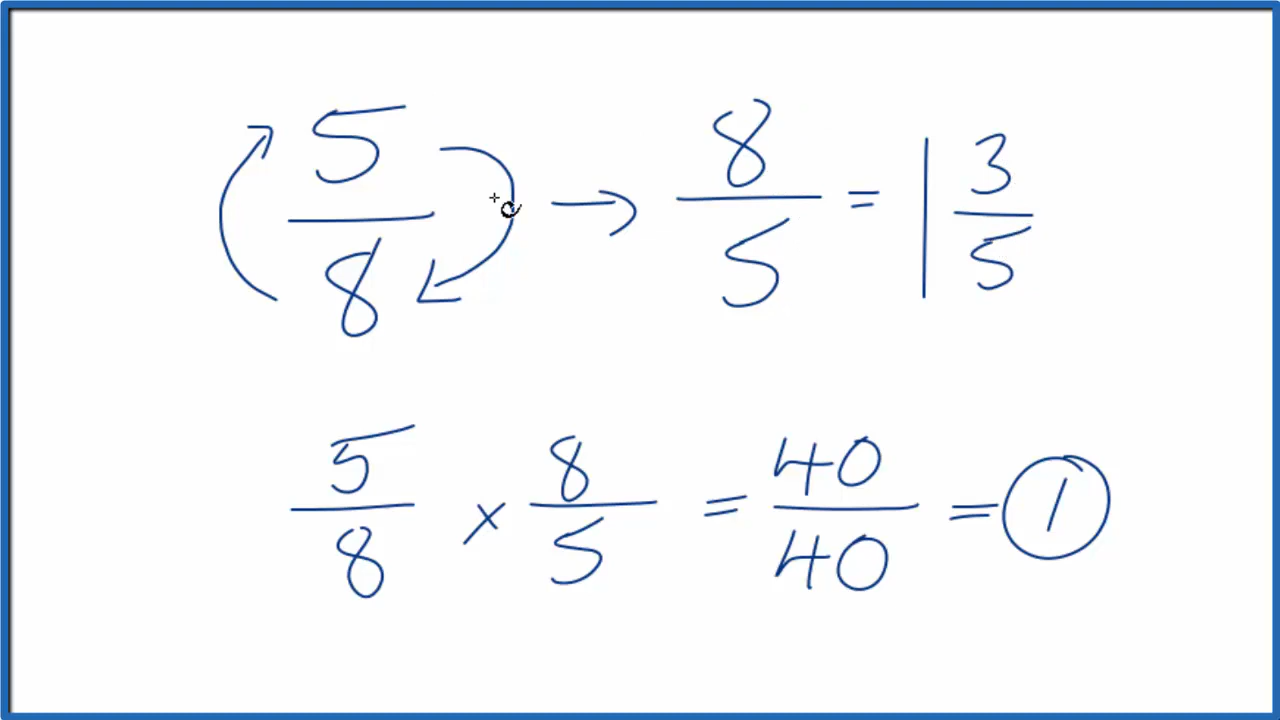 5/8 → 8/5 = 1 3/5
5/8 × 8/5 = 40/40 = 1